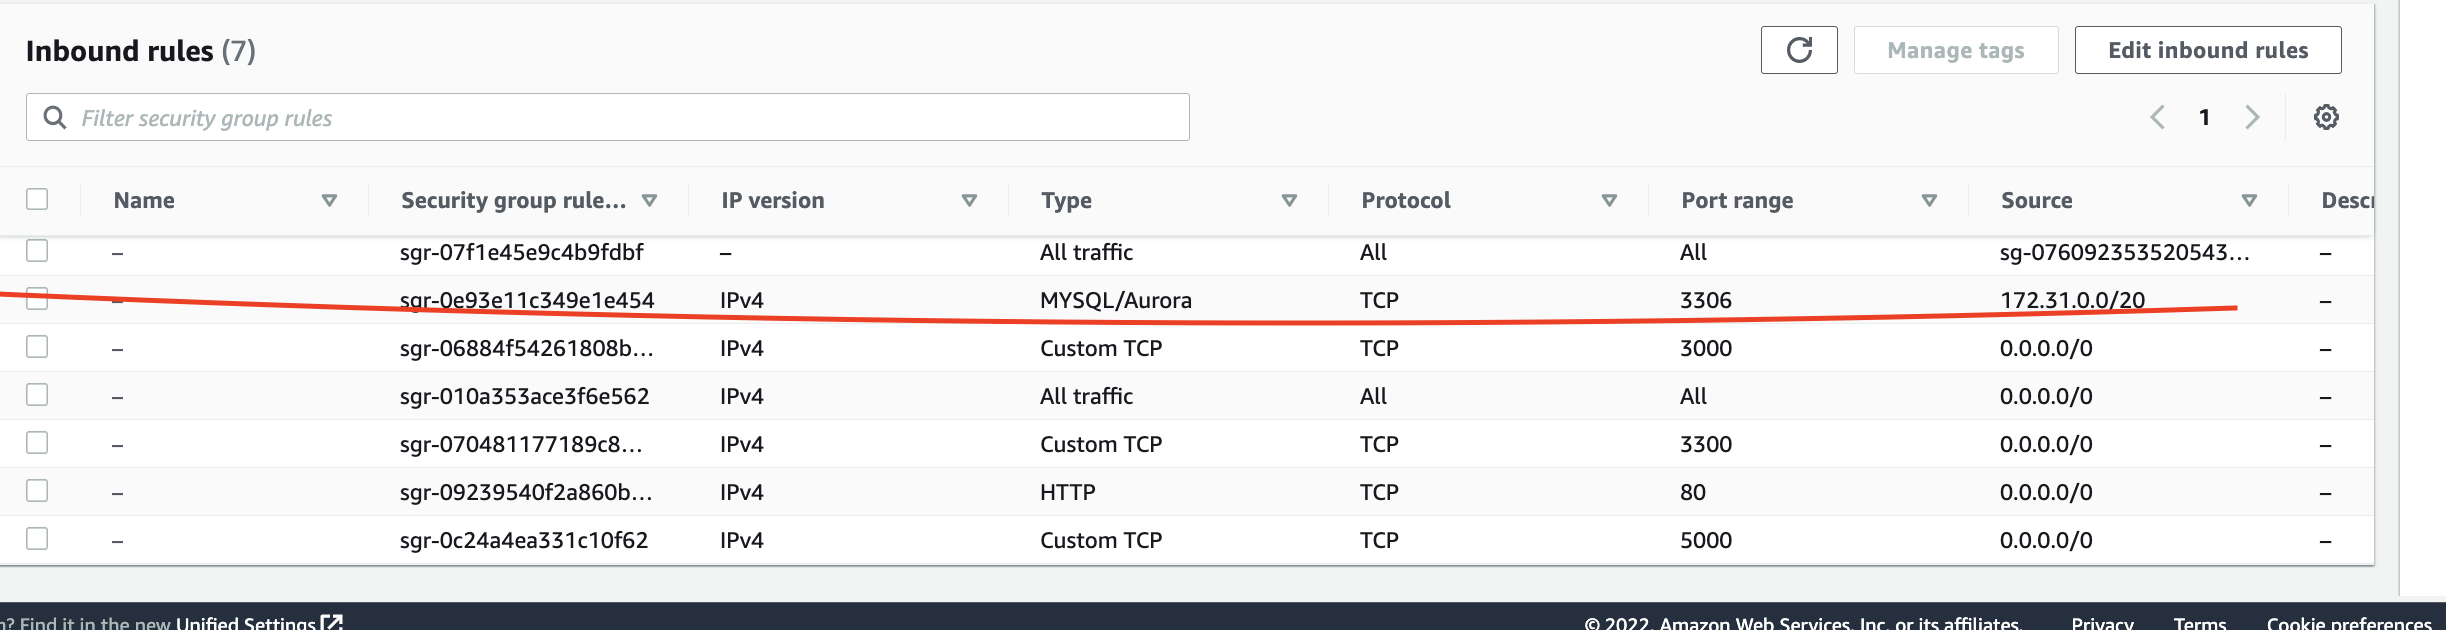 Inbound rules (7)
Manage tags
Edit inbound rules
Filter security group rules
1
Name Security group rule... IP version Type Protocol Port range Source Descr
– sgr-07f1e45e9c4b9fdbf – All traffic All All sg-076092353520543... –
– sgr-0e93e11c349e1e454 IPv4 MYSQL/Aurora TCP 3306 172.31.0.0/20 –
– sgr-06884f54261808b... IPv4 Custom TCP TCP 3000 0.0.0.0/0 –
– sgr-010a353ace3f6e562 IPv4 All traffic All All 0.0.0.0/0 –
– sgr-070481177189c8... IPv4 Custom TCP TCP 3300 0.0.0.0/0 –
– sgr-09239540f2a860b... IPv4 HTTP TCP 80 0.0.0.0/0 –
– sgr-0c24a4ea331c10f62 IPv4 Custom TCP TCP 5000 0.0.0.0/0 –
? Find it in the new Unified Settings
© 2022, Amazon Web Services, Inc. or its affiliates. Privacy Terms Cookie preferences